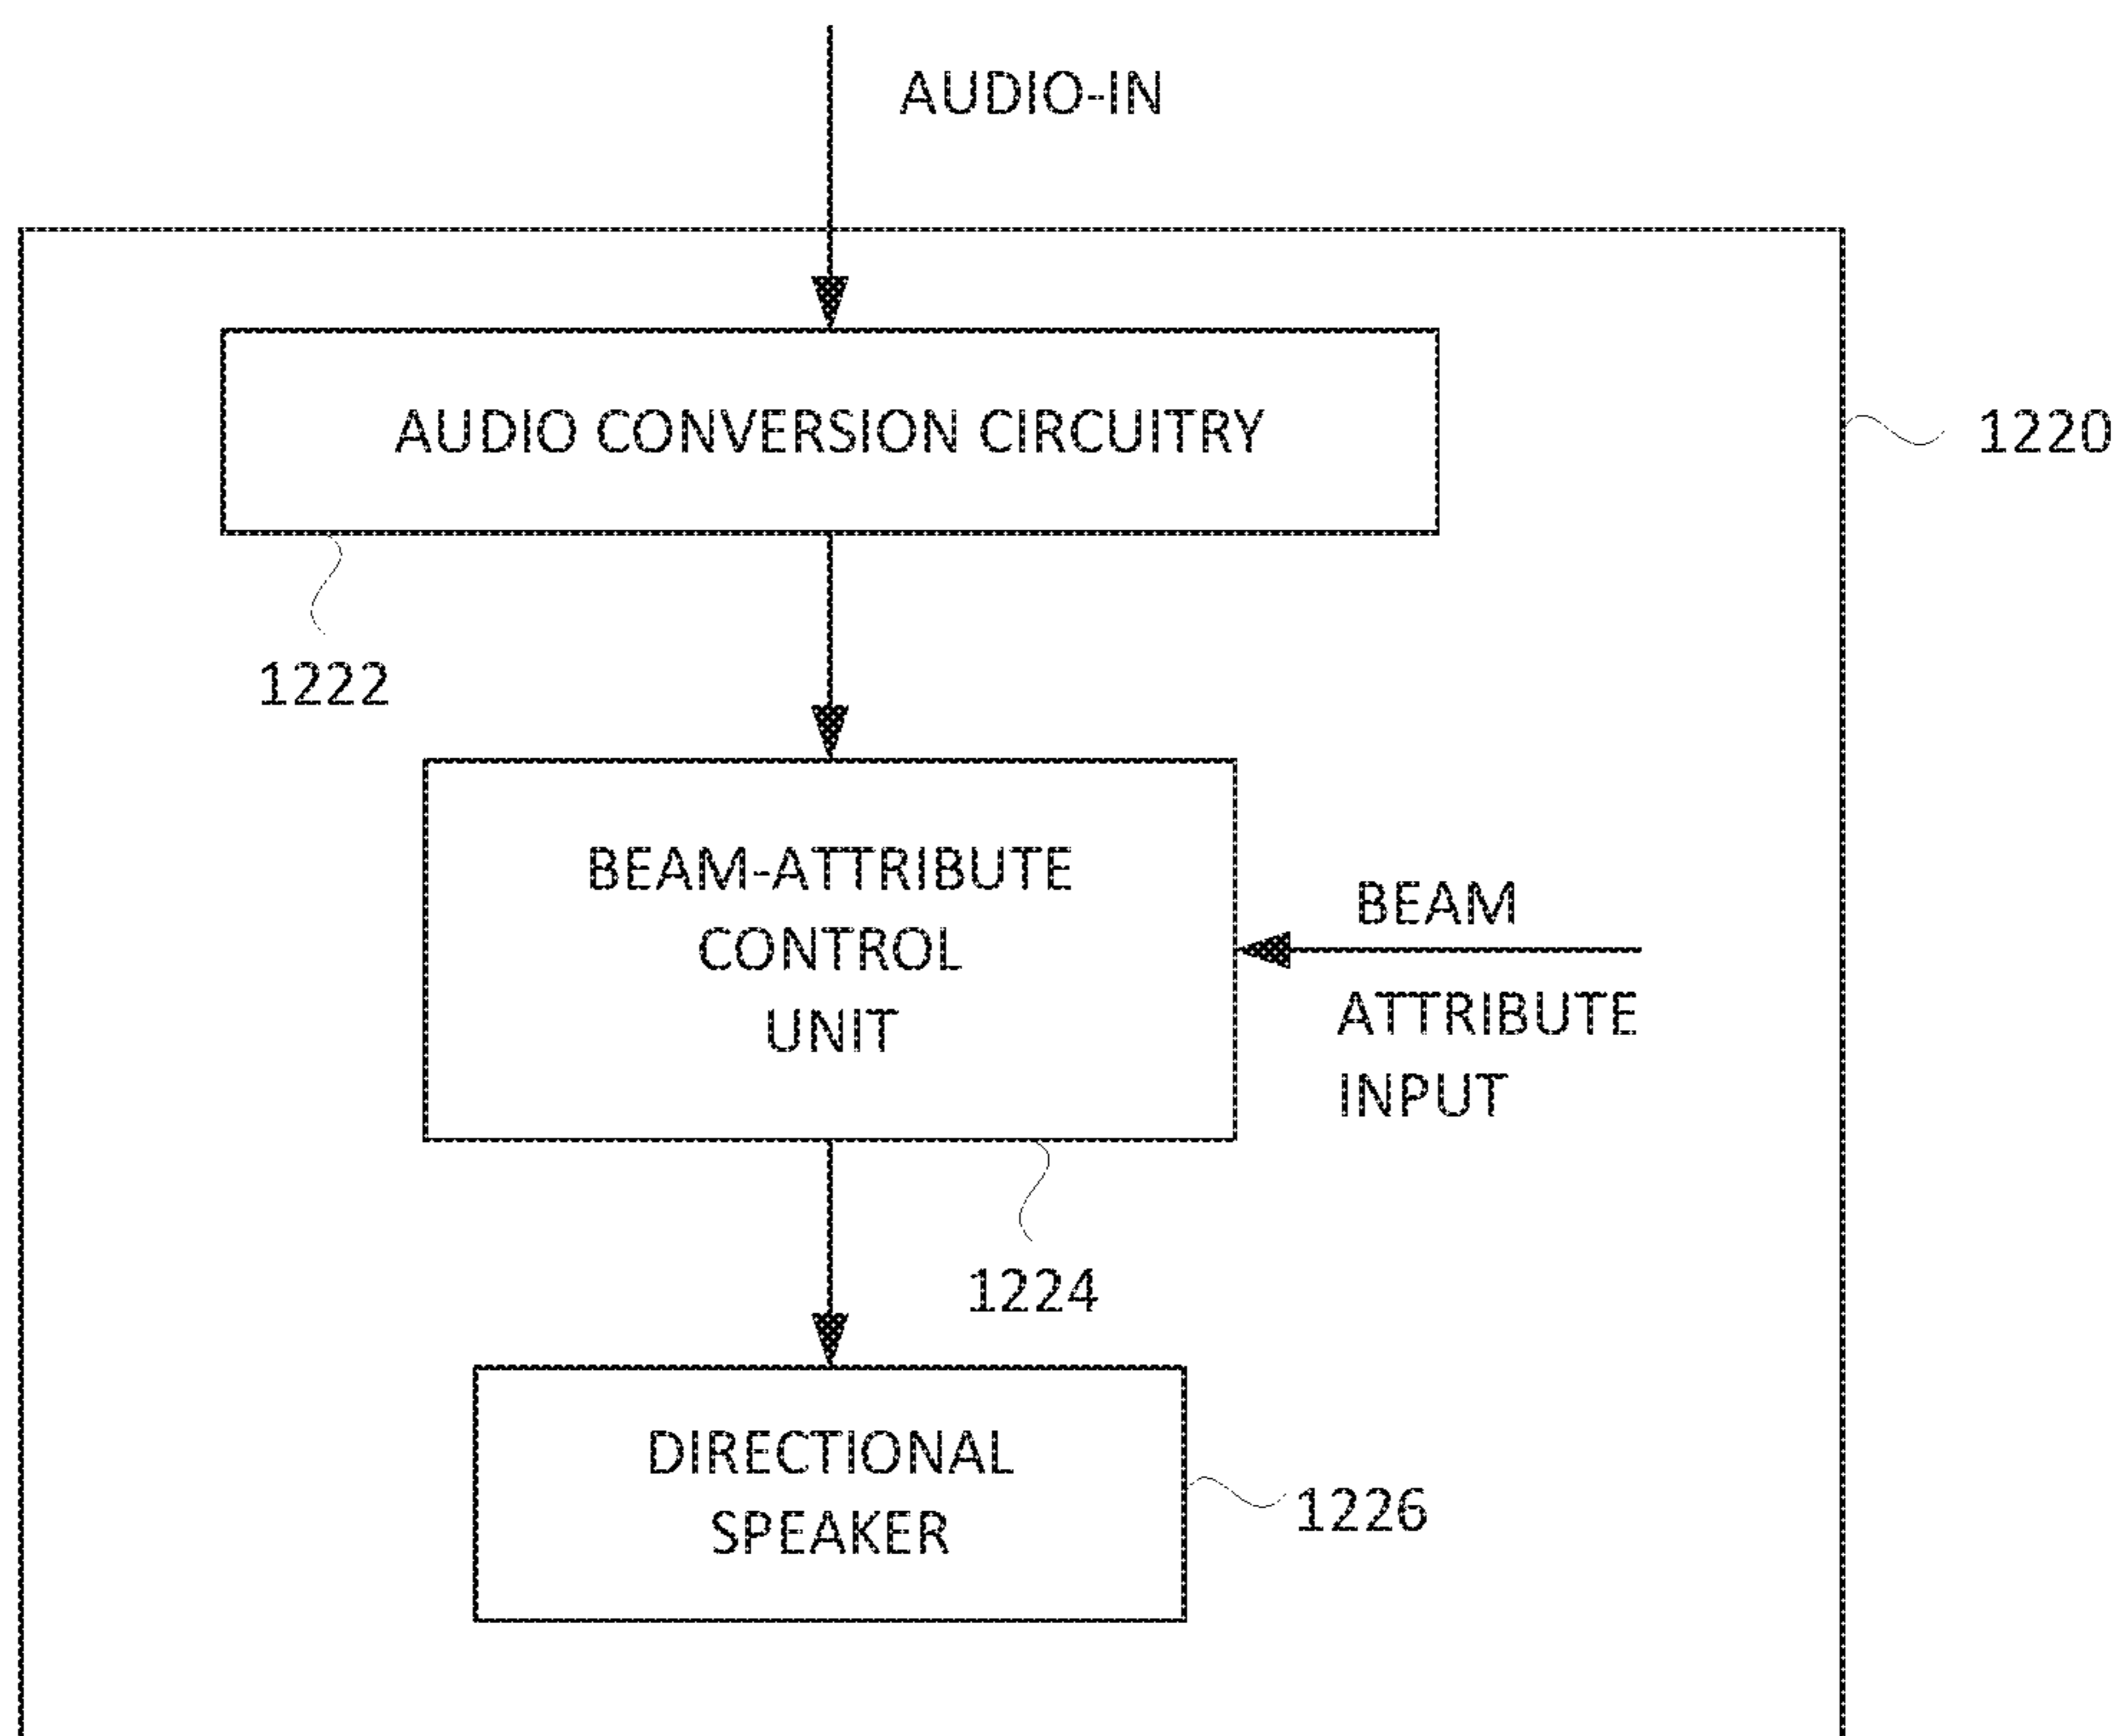 AUDIO-IN
AUDIO CONVERSION CIRCUITRY
1220
1222
BEAM-ATTRIBUTE
CONTROL
UNIT
BEAM
ATTRIBUTE
INPUT
1224
DIRECTIONAL
SPEAKER
1226